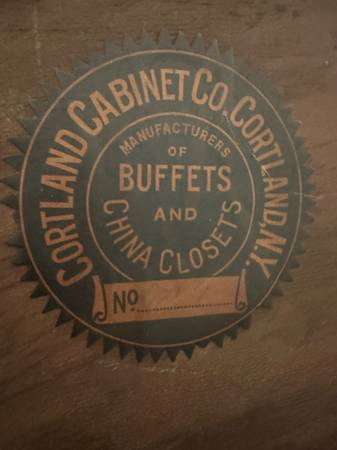 CORTLAND CABINET CO. CORTLAND, N.Y.
MANUFACTURERS
OF
BUFFETS
AND
CHINA CLOSETS
Nº